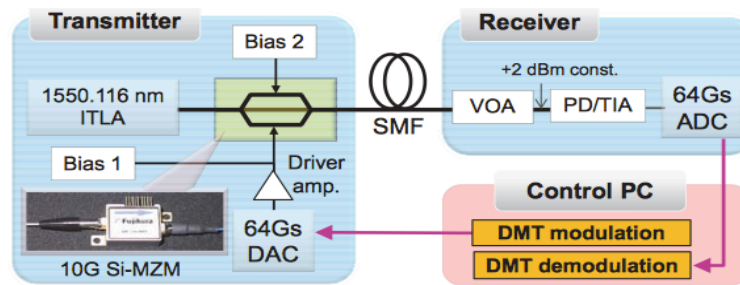 Transmitter
Bias 2
1550.116 nm
ITLA
Bias 1
Driver
amp.
Fujikura
10G Si-MZM
64Gs
DAC
SMF
Receiver
+2 dBm const.
VOA
PD/TIA
64Gs
ADC
Control PC
DMT modulation
DMT demodulation